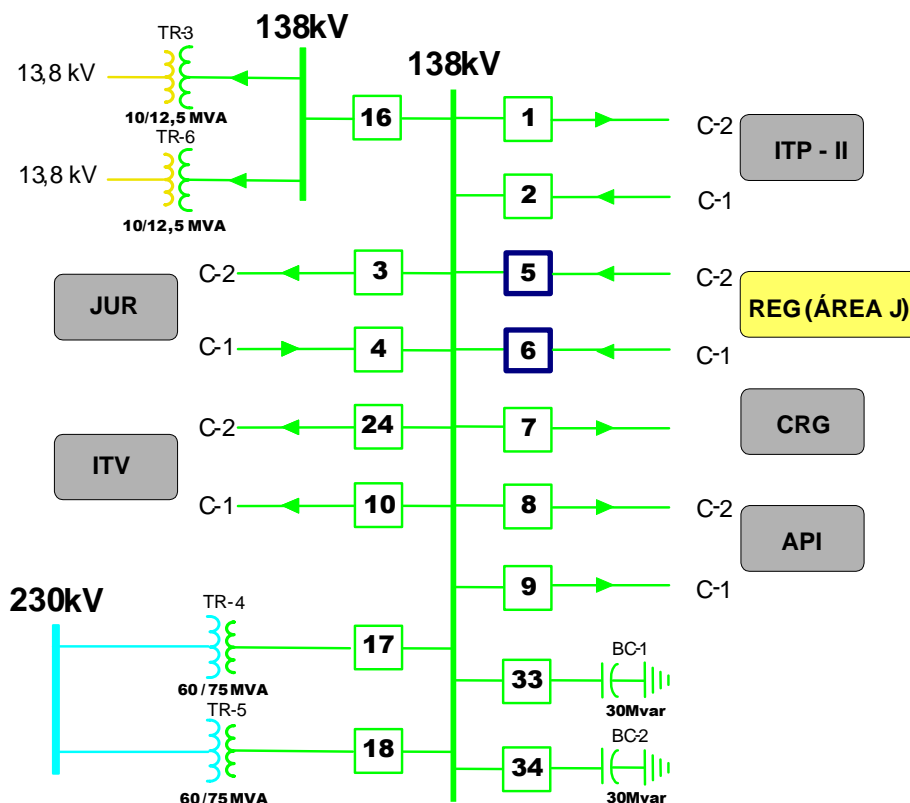 TR-3
138kV
138kV
13,8 kV
10/12,5 MVA
16
1
C-2
ITP - II
TR-6
13,8 kV
10/12,5 MVA
2
C-1
C-2
3
5
C-2
JUR
REG (ÁREA J)
C-1
4
6
C-1
C-2
24
7
CRG
ITV
C-1
10
8
C-2
API
9
C-1
230kV
TR-4
17
60/75 MVA
BC-1
33
30Mvar
TR-5
18
60/75 MVA
BC-2
34
30Mvar